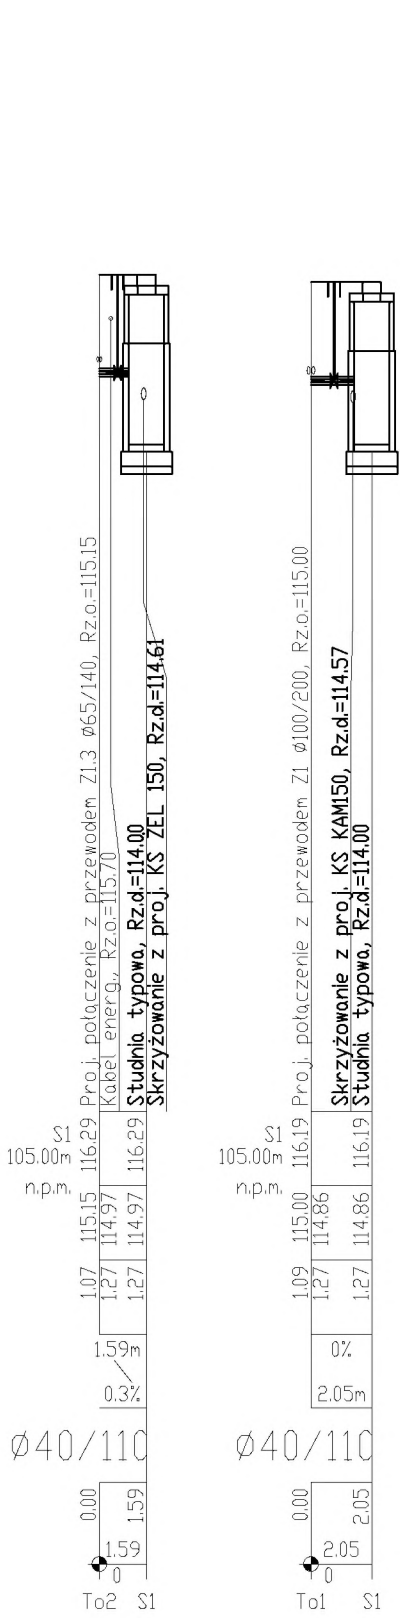 Proj. połączenie z przewodem Z1.3 ø65/140, Rz.o.=115.15
Kabel energ., Rz.o.=115.70
Studnia typowa, Rz.d.=114.00
Skrzyżowanie z proj. KS ZEL 150, Rz.d.=114.61
S1
105.00m
n.p.m.
116.29
116.29
115.15
114.97
114.97
1.07
1.27
1.27
1.59m
0.3%
Ø40/110
0.00
1.59
1.59
0
To2 S1
Proj. połączenie z przewodem Z1 ø100/200, Rz.o.=115.00
Skrzyżowanie z proj. KS KAM150, Rz.d.=114.57
Studnia typowa, Rz.d.=114.00
S1
105.00m
n.p.m.
116.19
116.19
115.00
114.86
114.86
1.09
1.27
1.27
0%
2.05m
Ø40/110
0.00
2.05
2.05
0
To1 S1